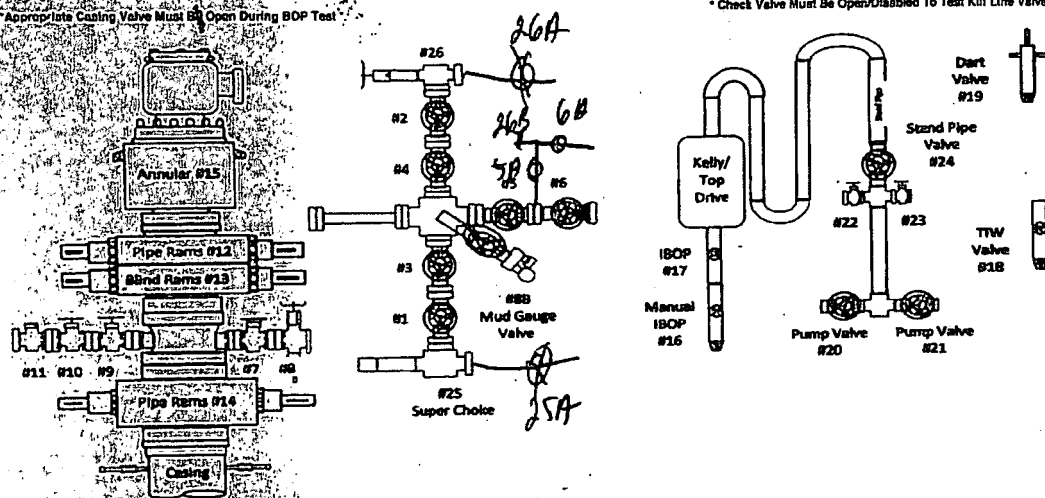 *Appropriate Casing Valve Must Be Open During BOP Test*
* Check Valve Must Be Open/Disabled To Test Kill Line Valve
#26
26A
#2
26B
6A
#4
5A
#5
#6
Annular #15
Pipe Rams #12
Blind Rams #13
#3
#8B
Mud Gauge
Valve
#1
#11
#10
#9
#7
#8
Pipe Rams #14
#25
Super Choke
25A
Casing
Kelly/
Top
Drive
Stand Pipe
Stand Pipe
Valve
#24
#22
#23
IBOP
#17
Manual
IBOP
#16
Pump Valve
#20
Pump Valve
#21
Dart
Valve
#19
TIW
Valve
#18